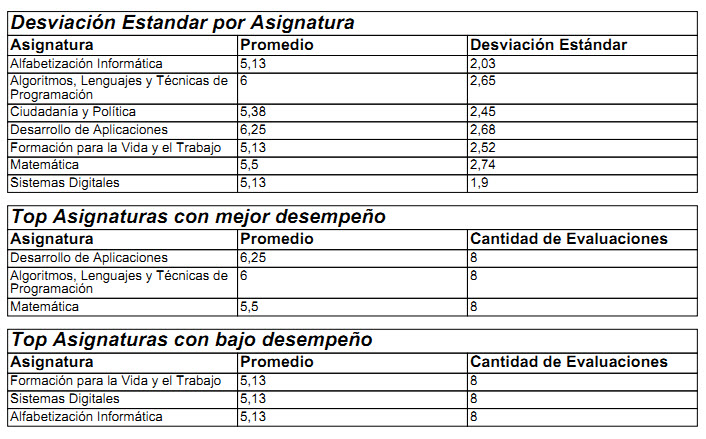 Desviación Estandar por Asignatura
Asignatura Promedio Desviación Estándar
Alfabetización Informática 5,13 2,03
Algoritmos, Lenguajes y Técnicas de 6 2,65
Programación
Ciudadanía y Política 5,38 2,45
Desarrollo de Aplicaciones 6,25 2,68
Formación para la Vida y el Trabajo 5,13 2,52
Matemática 5,5 2,74
Sistemas Digitales 5,13 1,9
Top Asignaturas con mejor desempeño
Asignatura Promedio Cantidad de Evaluaciones
Desarrollo de Aplicaciones 6,25 8
Algoritmos, Lenguajes y Técnicas de 6 8
Programación
Matemática 5,5 8
Top Asignaturas con bajo desempeño
Asignatura Promedio Cantidad de Evaluaciones
Formación para la Vida y el Trabajo 5,13 8
Sistemas Digitales 5,13 8
Alfabetización Informática 5,13 8